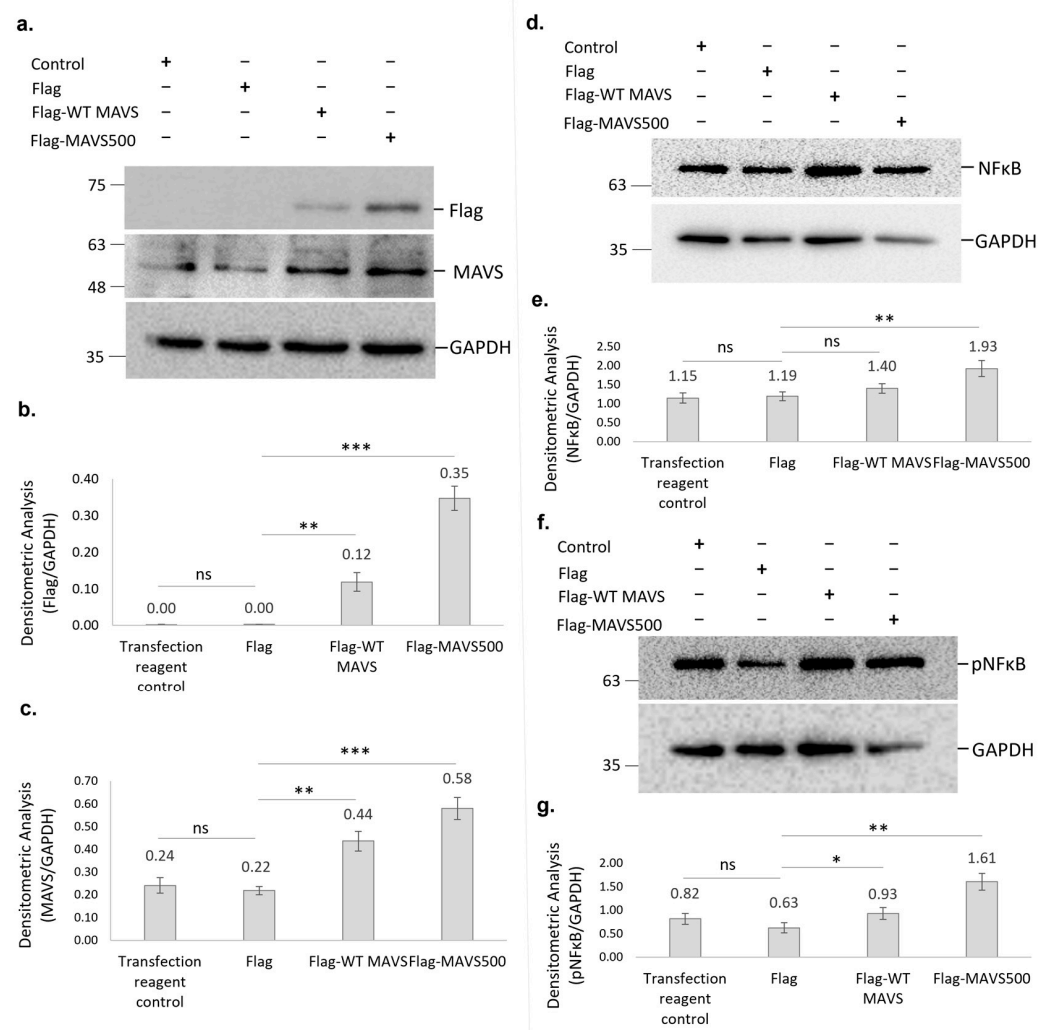 a.
Control + – – –
Flag – + – –
Flag-WT MAVS – – + –
Flag-MAVS500 – – – +
75
Flag
63
MAVS
48
GAPDH
35
b.
Densitometric Analysis
(Flag/GAPDH)
***
0.40
0.35
0.30
**
0.20
0.12
0.10
ns
0.00 0.00
0.00
Transfection
reagent
control
Flag
Flag-WT
MAVS
Flag-MAVS500
c.
Densitometric Analysis
(MAVS/GAPDH)
***
0.70
0.58
0.60
**
0.50
0.44
0.40
ns
0.30
0.24
0.22
0.20
0.10
0.00
Transfection
reagent
control
Flag
Flag-WT MAVS
Flag-MAVS500
d.
Control + – – –
Flag – + – –
Flag-WT MAVS – – + –
Flag-MAVS500 – – – +
NFκB
63
GAPDH
35
e.
Densitometric Analysis
(NFκB/GAPDH)
**
2.50
ns
ns
1.93
2.00
1.50
1.15
1.19
1.40
1.00
0.50
0.00
Transfection
reagent
control
Flag
Flag-WT MAVS
Flag-MAVS500
f.
Control + – – –
Flag – + – –
Flag-WT MAVS – – + –
Flag-MAVS500 – – – +
pNFκB
63
GAPDH
35
g.
Densitometric Analysis
(pNFκB/GAPDH)
**
2.00
ns
*
1.61
1.50
0.82
0.63
0.93
1.00
0.50
0.00
Transfection
reagent
control
Flag
Flag-WT
MAVS
Flag-MAVS500